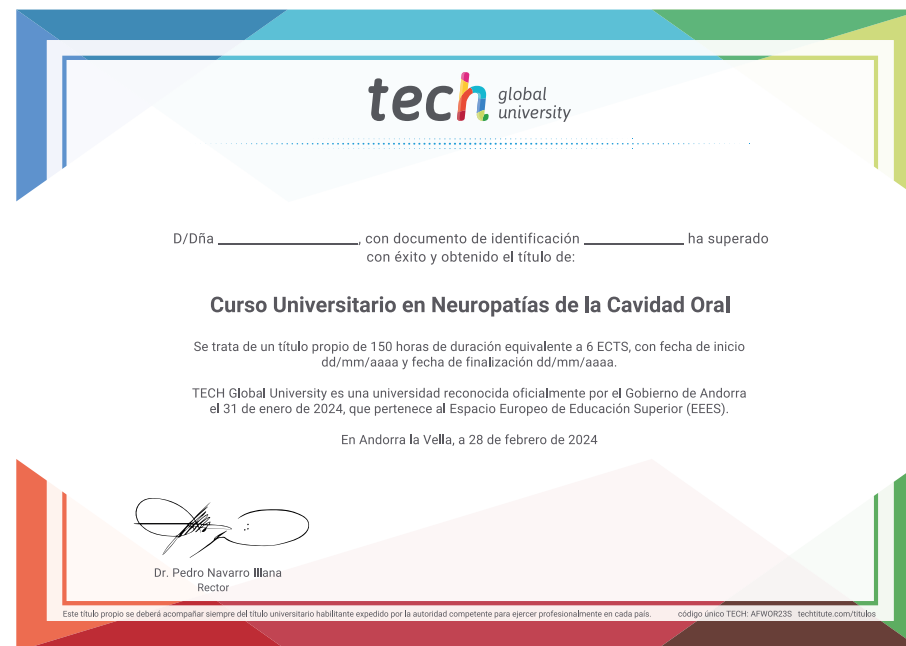 tech global university
D/Dña ____________________, con documento de identificación ______________ ha superado
con éxito y obtenido el título de:
Curso Universitario en Neuropatías de la Cavidad Oral
Se trata de un título propio de 150 horas de duración equivalente a 6 ECTS, con fecha de inicio
dd/mm/aaaa y fecha de finalización dd/mm/aaaa.
TECH Global University es una universidad reconocida oficialmente por el Gobierno de Andorra
el 31 de enero de 2024, que pertenece al Espacio Europeo de Educación Superior (EEES).
En Andorra la Vella, a 28 de febrero de 2024
Dr. Pedro Navarro Illana
Rector
Este título propio se deberá acompañar siempre del título universitario habilitante expedido por la autoridad competente para ejercer profesionalmente en cada país. código único TECH: AFWOR23S techtitute.com/titulos